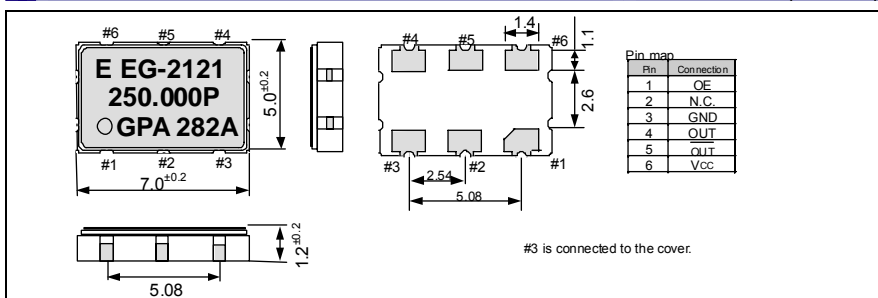 #6 #5 #4
E EG-2121
250.000P
GPA 282A
#1 #2 #3
7.0±0.2
5.0±0.2
#4 #5 #6
1.4
1.1
2.6
#3 #2 #1
2.54
5.08
1.2±0.2
5.08
#3 is connected to the cover.
Pin map
Pin Connection
1 OE
2 N.C.
3 GND
4 OUT
5 OUT
6 VCC